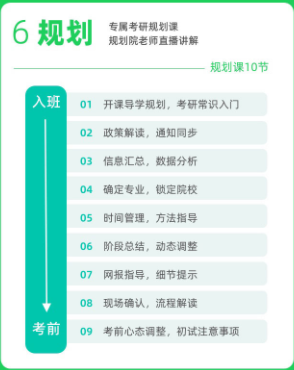 6 规划
专属考研规划课
规划院老师直播讲解
规划课10节
入班
01 开课导学规划，考研常识入门
02 政策解读，通知同步
03 信息汇总，数据分析
04 确定专业，锁定院校
05 时间管理，方法指导
06 阶段总结，动态调整
07 网报指导，细节提示
08 现场确认，流程解读
09 考前心态调整，初试注意事项
考前